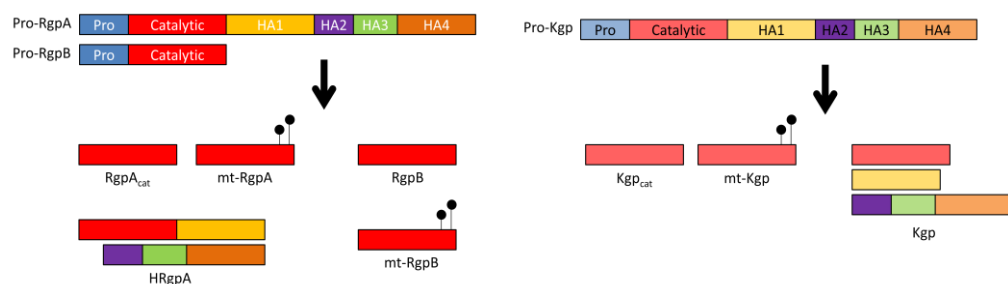 Pro-RgpA Pro Catalytic HA1 HA2 HA3 HA4
Pro-RgpB Pro Catalytic
RgpAcat mt-RgpA RgpB
HRgpA mt-RgpB
Pro-Kgp Pro Catalytic HA1 HA2 HA3 HA4
Kgpcat mt-Kgp
Kgp